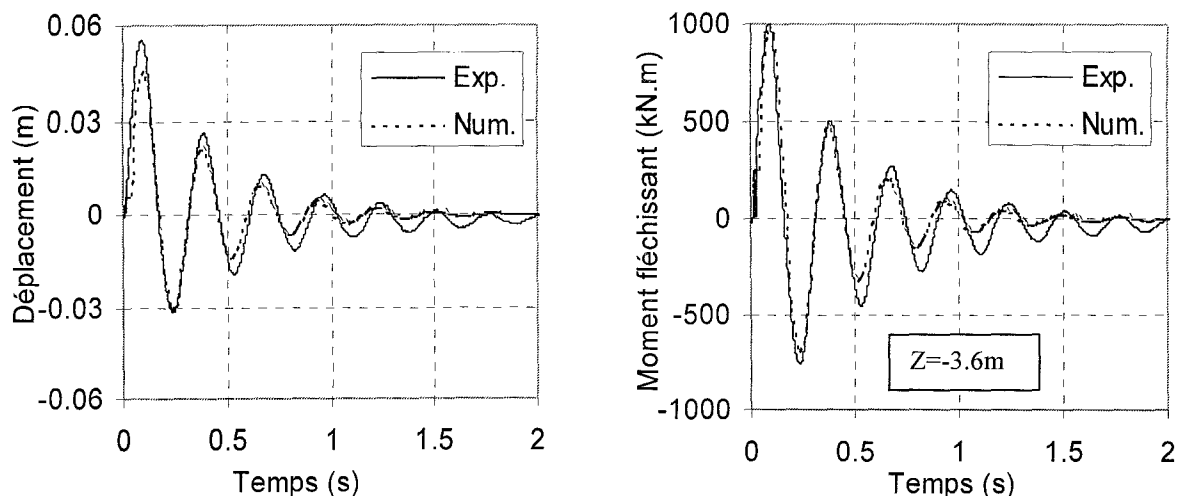 Déplacement (m)
0.06
0.03
0
-0.03
-0.06
Exp.
Num.
0 0.5 1 1.5 2
Temps (s)
Moment fléchissant (kN.m)
1000
500
0
-500
-1000
Exp.
Num.
Z=-3.6m
0 0.5 1 1.5 2
Temps (s)